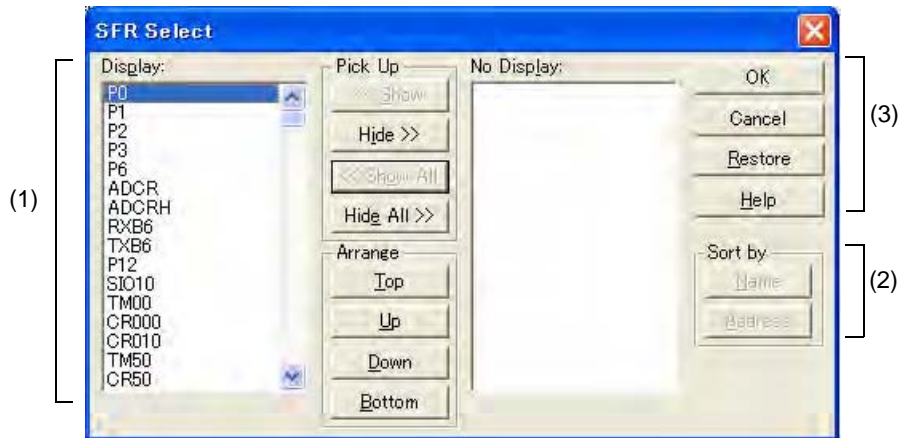 SFR Select
Display:
P0
P1
P2
P3
P6
ADCR
ADCRH
RXB6
TXB6
P12
SIO10
TM00
CR000
CR010
TM50
CR50
Pick Up
<< Show
Hide >>
<< Show All
Hide All >>
Arrange
Top
Up
Down
Bottom
No Display:
OK
Cancel
Restore
Help
Sort by
Name
Address
(1)
(3)
(2)